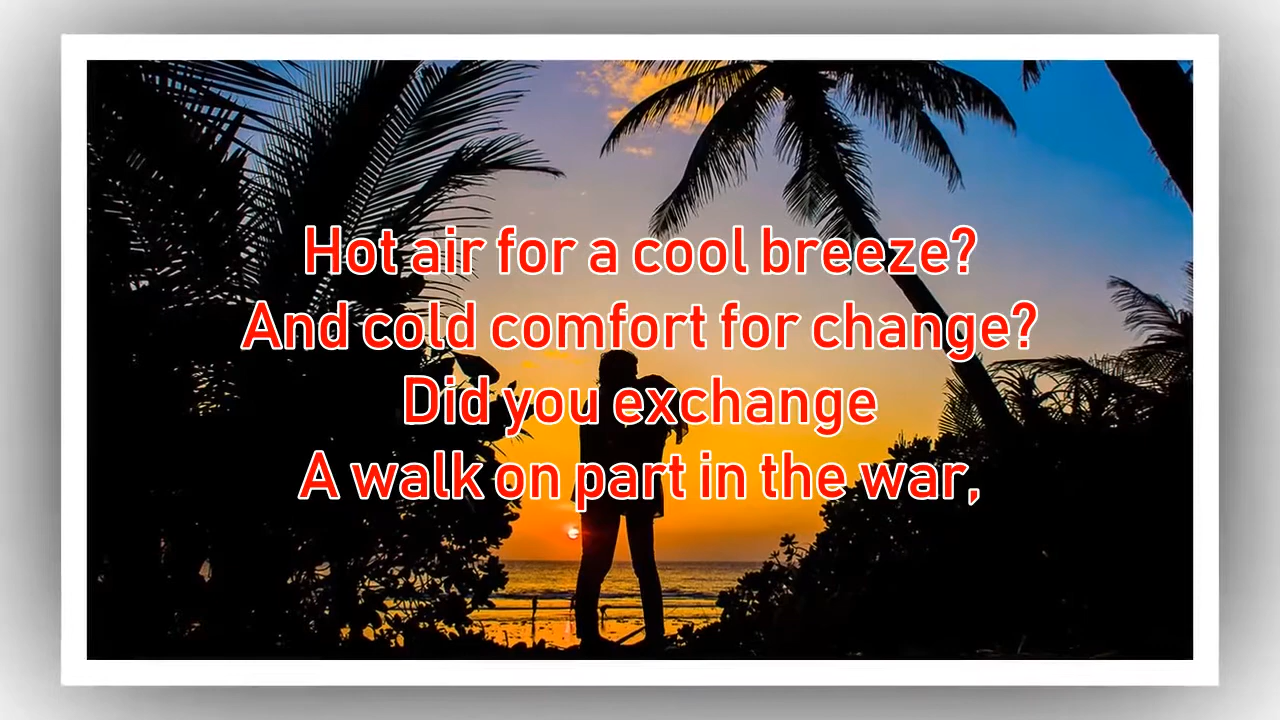 Hot air for a cool breeze?
And cold comfort for change?
Did you exchange
A walk on part in the war,